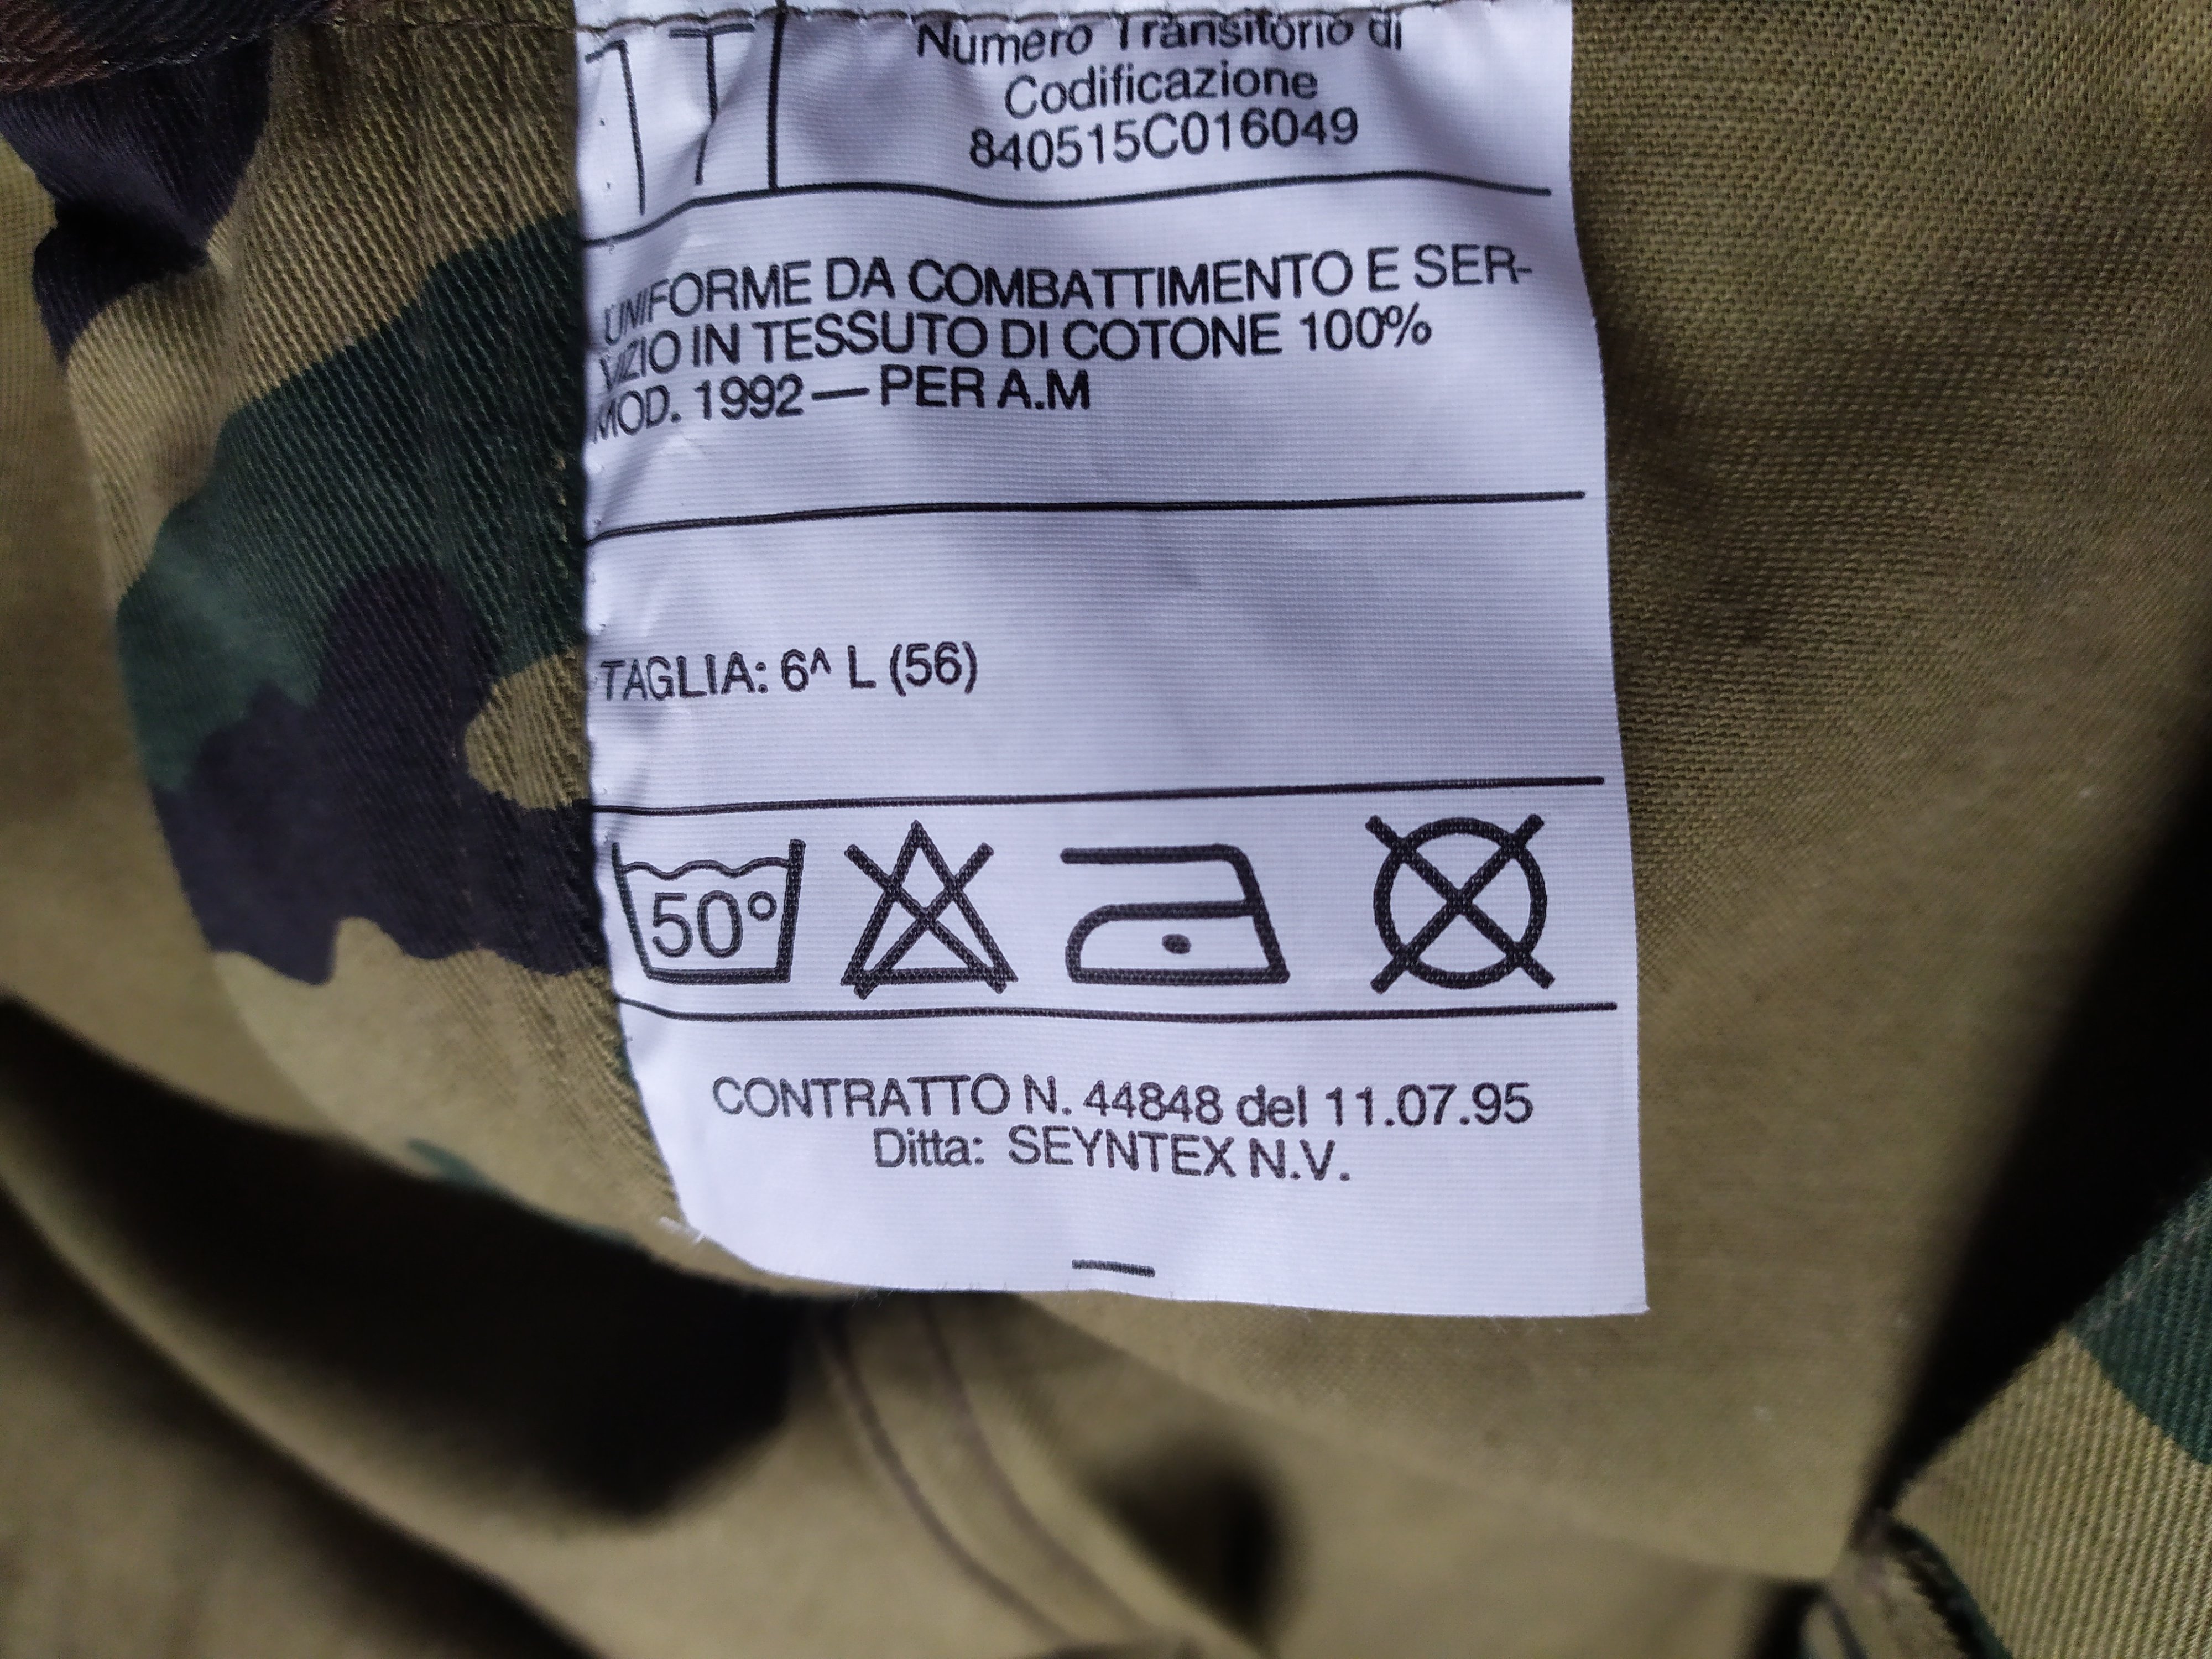 IT
Numero Transitorio di
Codificazione
840515C016049
UNIFORME DA COMBATTIMENTO E SER-
VIZIO IN TESSUTO DI COTONE 100%
MOD. 1992 — PER A.M
TAGLIA: 6^ L (56)
50°
CONTRATTO N. 44848 del 11.07.95
Ditta: SEYNTEX N.V.